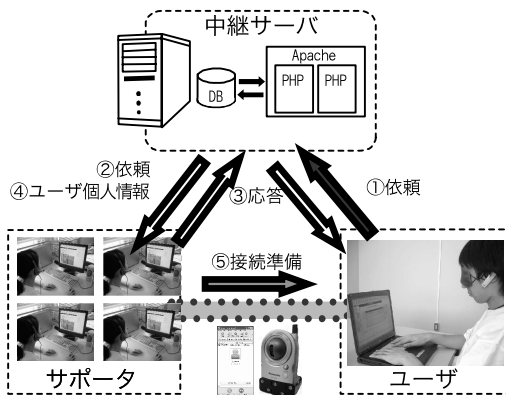 中継サーバ
Apache
PHP PHP
DB
②依頼
④ユーザ個人情報
③応答
①依頼
⑤接続準備
サポータ
ユーザ